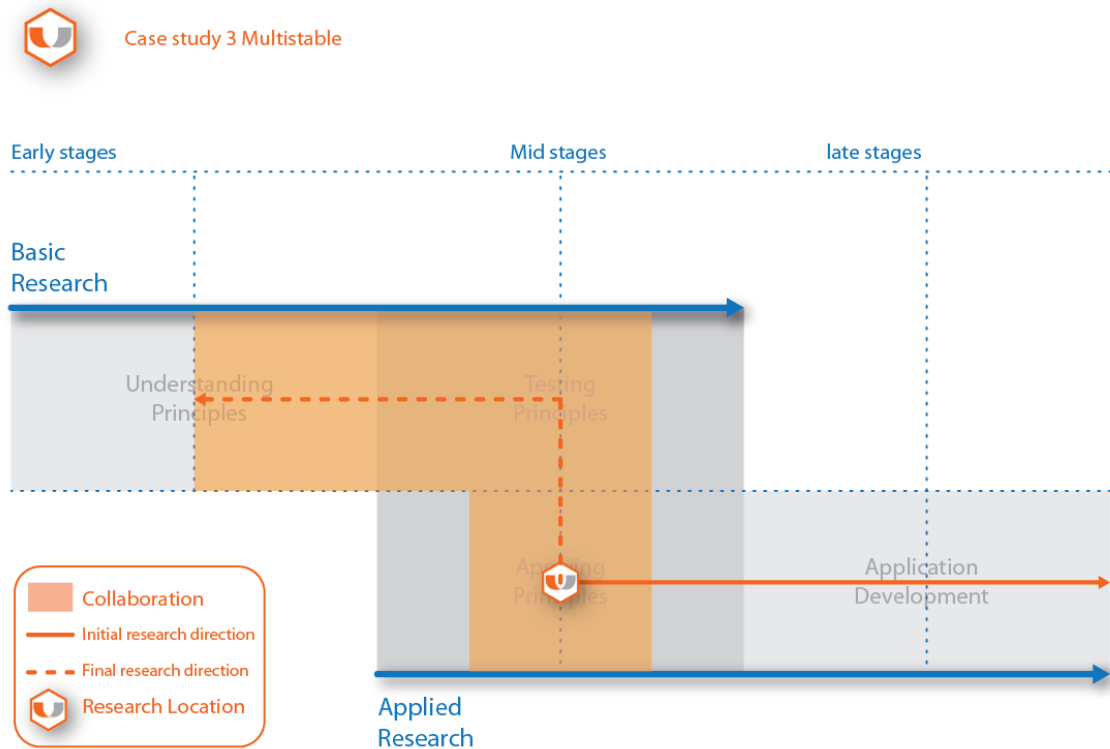 Case study 3 Multistable
Early stages
Mid stages
late stages
Basic
Research
Understanding
Principles
Testing
Principles
Applying
Principles
Application
Development
Collaboration
Initial research direction
Final research direction
Research Location
Applied
Research